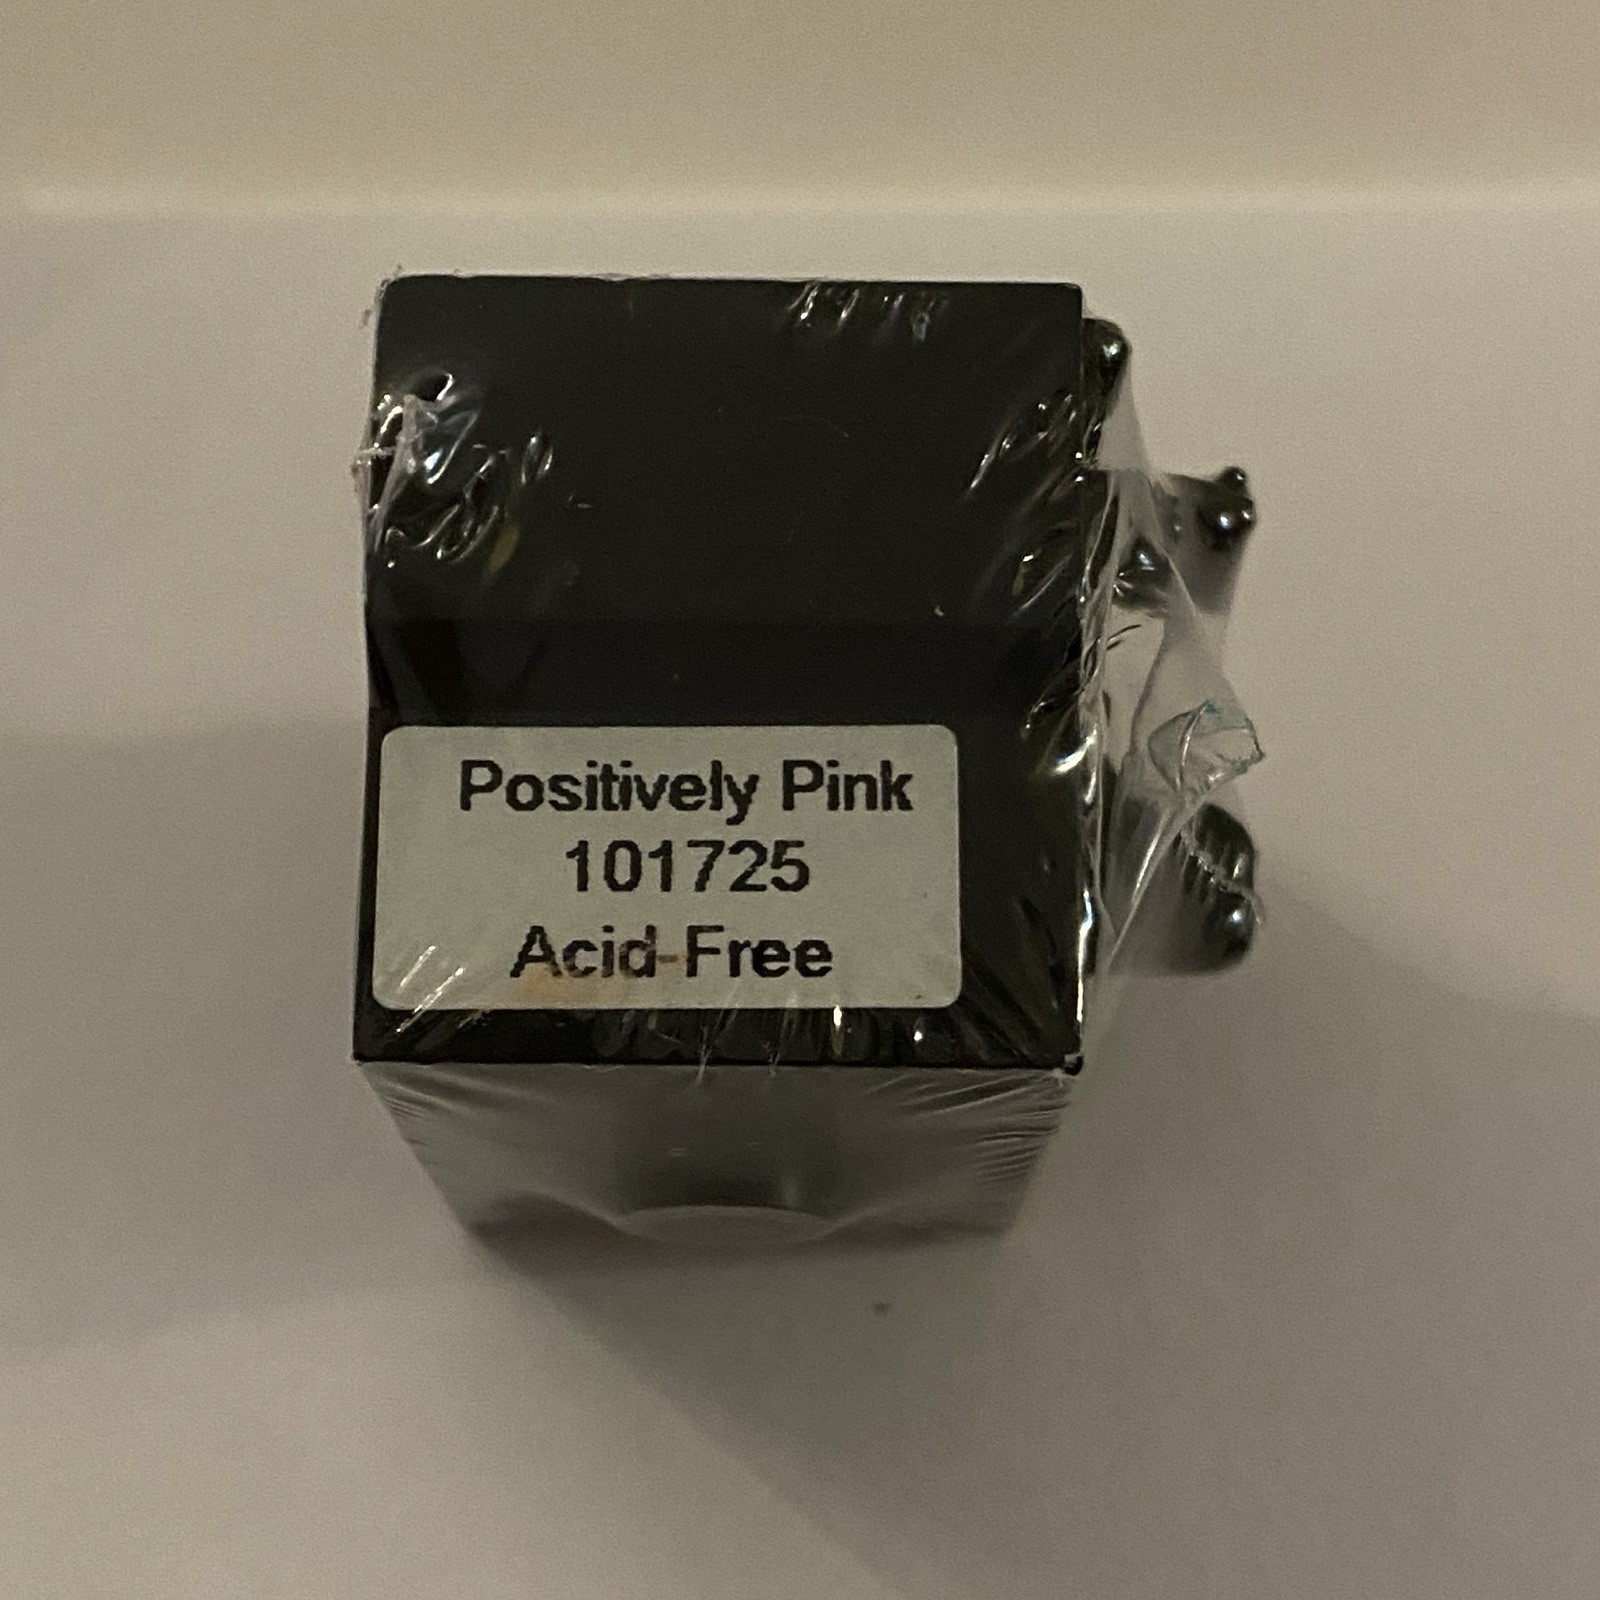 Positively Pink
101725
Acid-Free